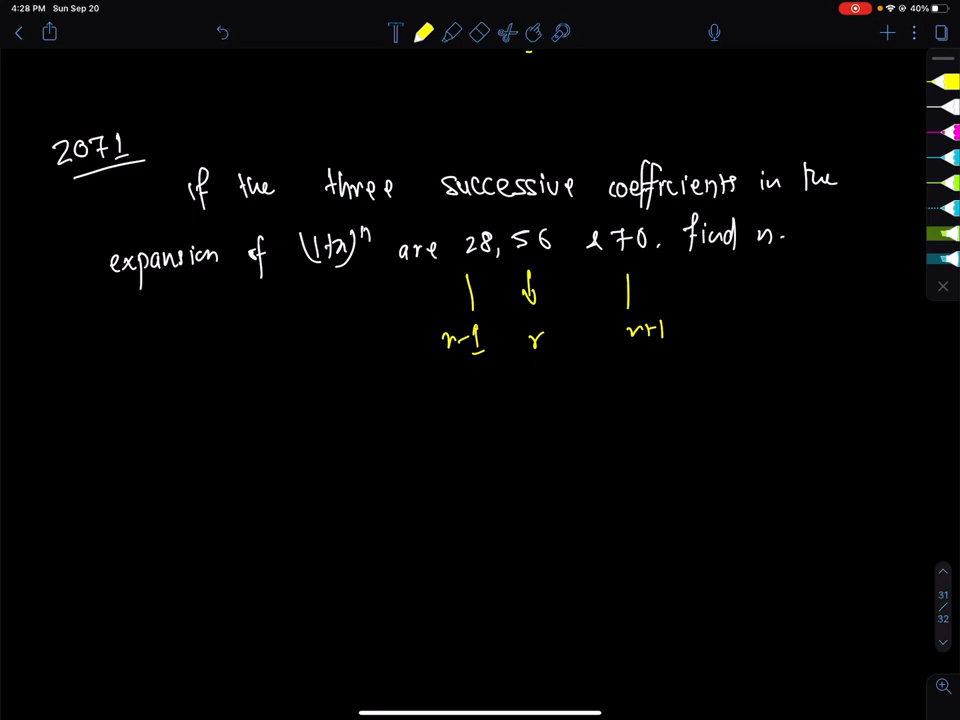 4:28 PM Sun Sep 20
40%
2071
if the three successive coefficients in the
expansion of (1+x)^n are 28, 56 & 70. find n.
r-1 r r+1
31
/
32